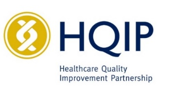 HQIP
Healthcare Quality
Improvement Partnership